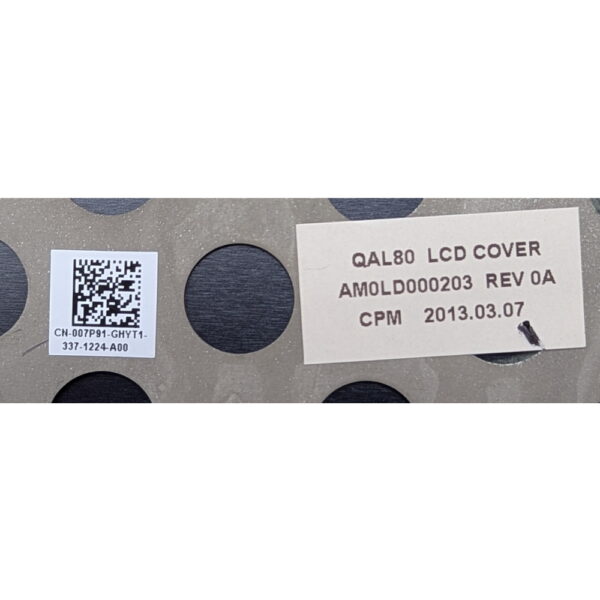 CN-007P91-GHYT1-
337-1224-A00
QAL80 LCD COVER
AM0LD000203 REV 0A
CPM 2013.03.07